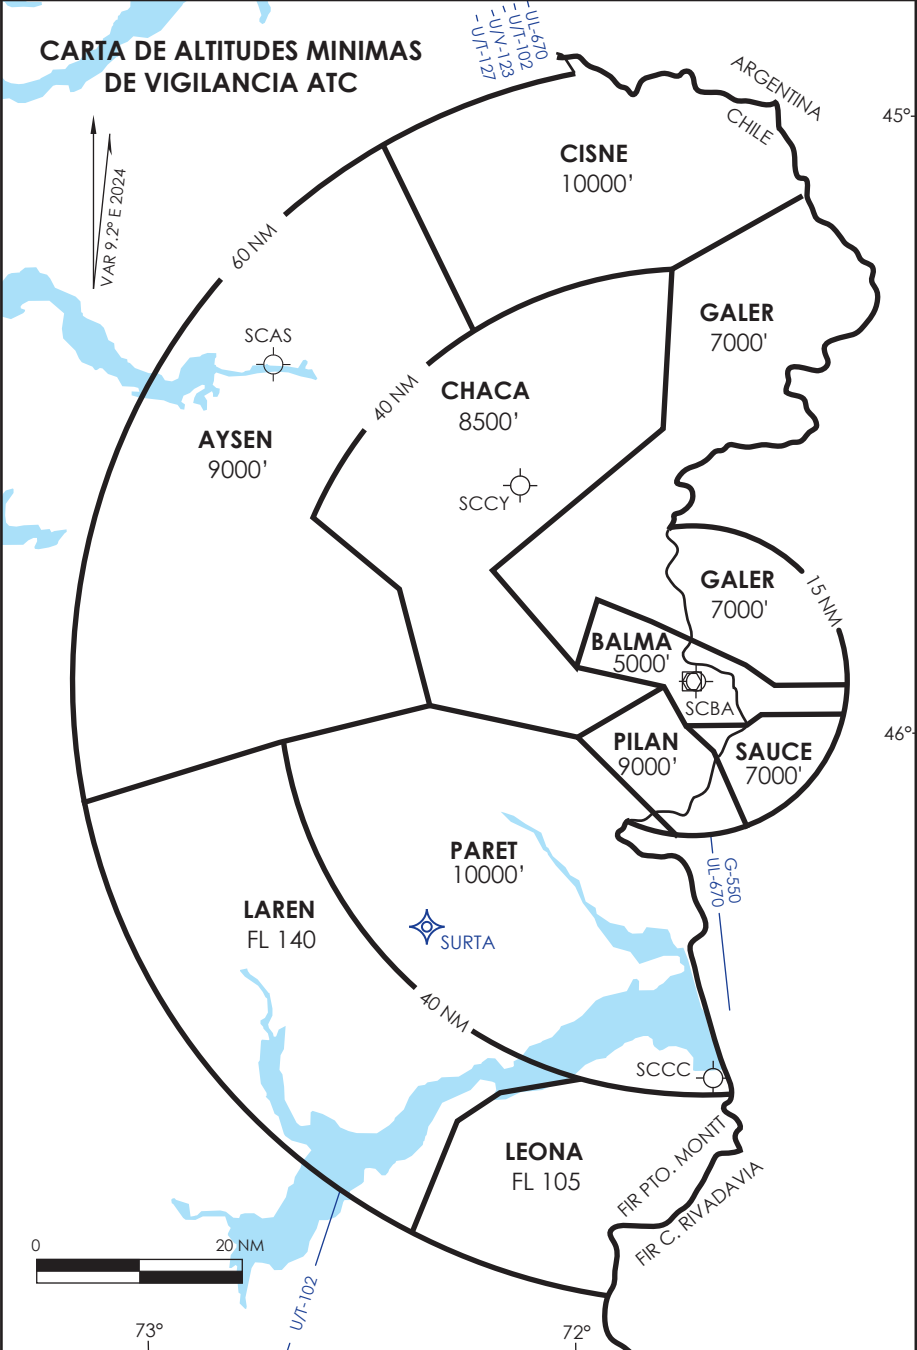 CARTA DE ALTITUDES MINIMAS
DE VIGILANCIA ATC
UL-670
-U/T-102
-U/V-123
-U/T-127
ARGENTINA
CHILE
45°
VAR 9.2° E 2024
CISNE
10000’
60 NM
GALER
7000’
SCAS
40 NM
CHACA
8500’
AYSEN
9000’
SCCY
GALER
7000'
15 NM
BALMA
5000'
SCBA
46°
PILAN
9000’
SAUCE
7000'
PARET
10000’
G-550
UL-670
LAREN
FL 140
SURTA
40 NM
SCCC
LEONA
FL 105
FIR PTO. MONTT
FIR C. RIVADAVIA
0
20 NM
U/T-102
73°
72°